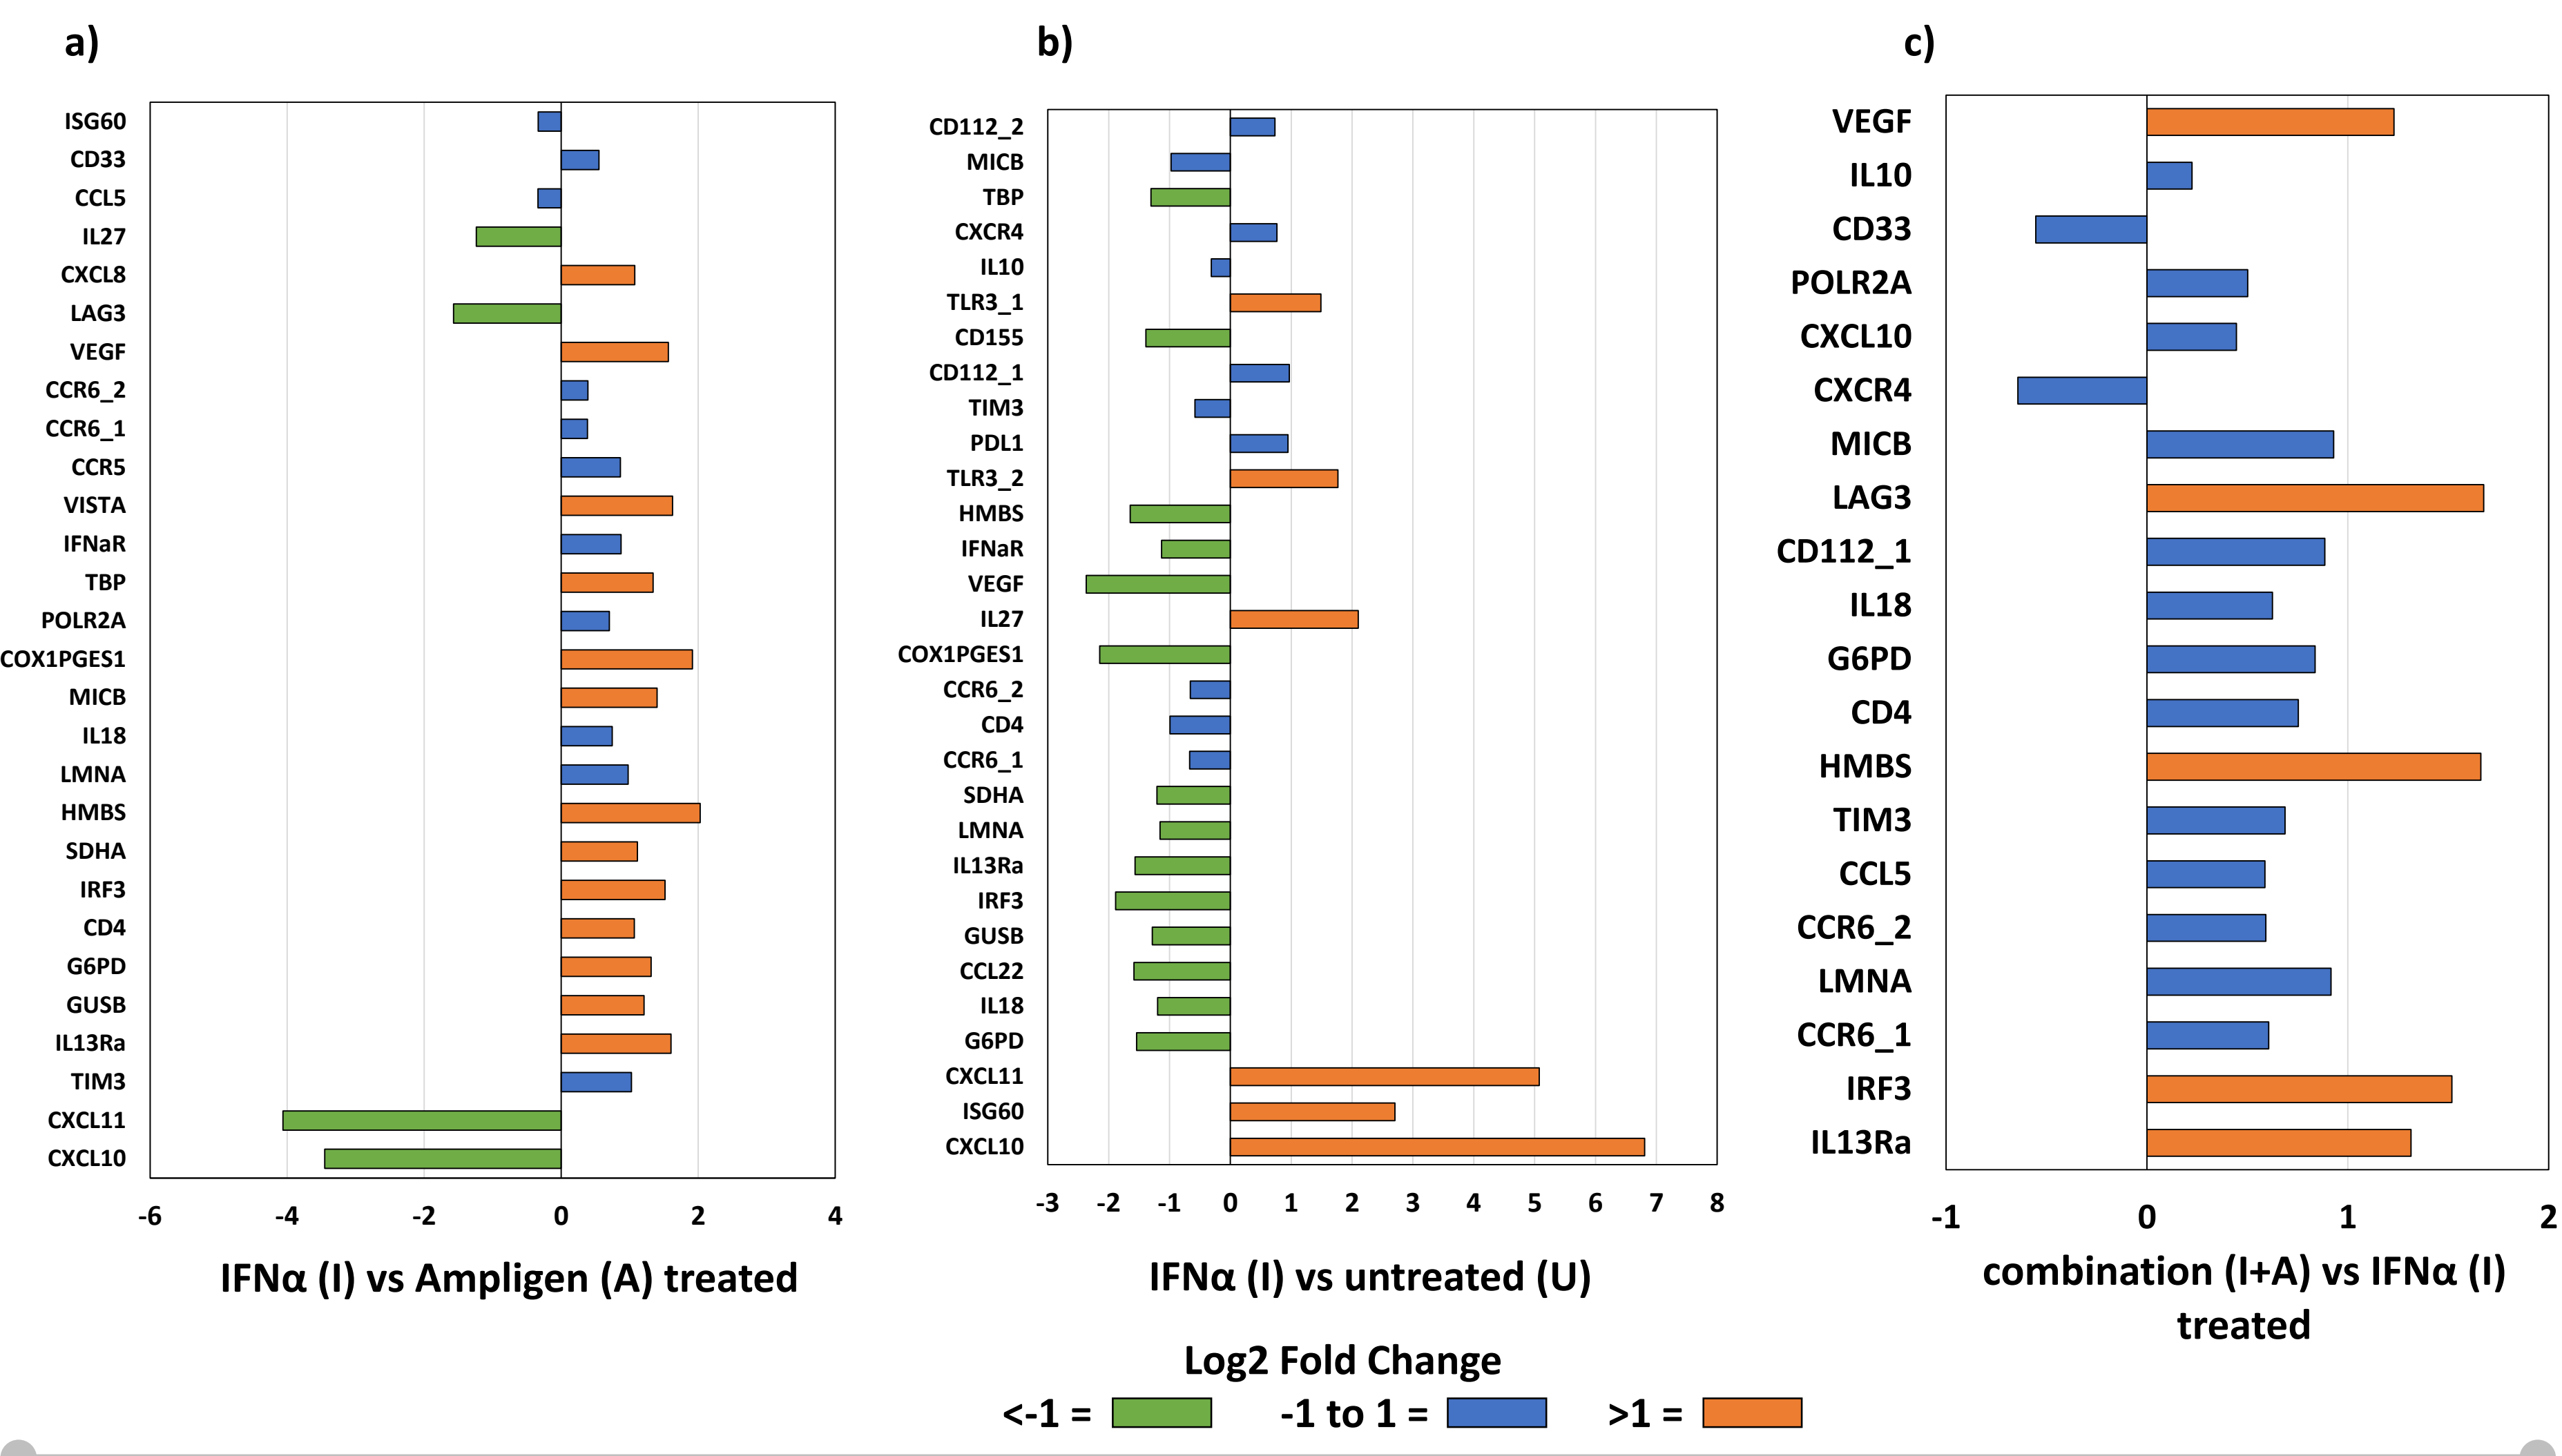 a)
ISG60
CD33
CCL5
IL27
CXCL8
LAG3
VEGF
CCR6_2
CCR6_1
CCR5
VISTA
IFNaR
TBP
POLR2A
COX1PGES1
MICB
IL18
LMNA
HMBS
SDHA
IRF3
CD4
G6PD
GUSB
IL13Ra
TIM3
CXCL11
CXCL10
-6 -4 -2 0 2 4
IFNα (I) vs Ampligen (A) treated
b)
CD112_2
MICB
TBP
CXCR4
IL10
TLR3_1
CD155
CD112_1
TIM3
PDL1
TLR3_2
HMBS
IFNaR
VEGF
IL27
COX1PGES1
CCR6_2
CD4
CCR6_1
SDHA
LMNA
IL13Ra
IRF3
GUSB
CCL22
IL18
G6PD
CXCL11
ISG60
CXCL10
-3 -2 -1 0 1 2 3 4 5 6 7 8
IFNα (I) vs untreated (U)
c)
VEGF
IL10
CD33
POLR2A
CXCL10
CXCR4
MICB
LAG3
CD112_1
IL18
G6PD
CD4
HMBS
TIM3
CCL5
CCR6_2
LMNA
CCR6_1
IRF3
IL13Ra
-1 0 1 2
combination (I+A) vs IFNα (I)
treated
Log2 Fold Change
<-1 = -1 to 1 = >1 =